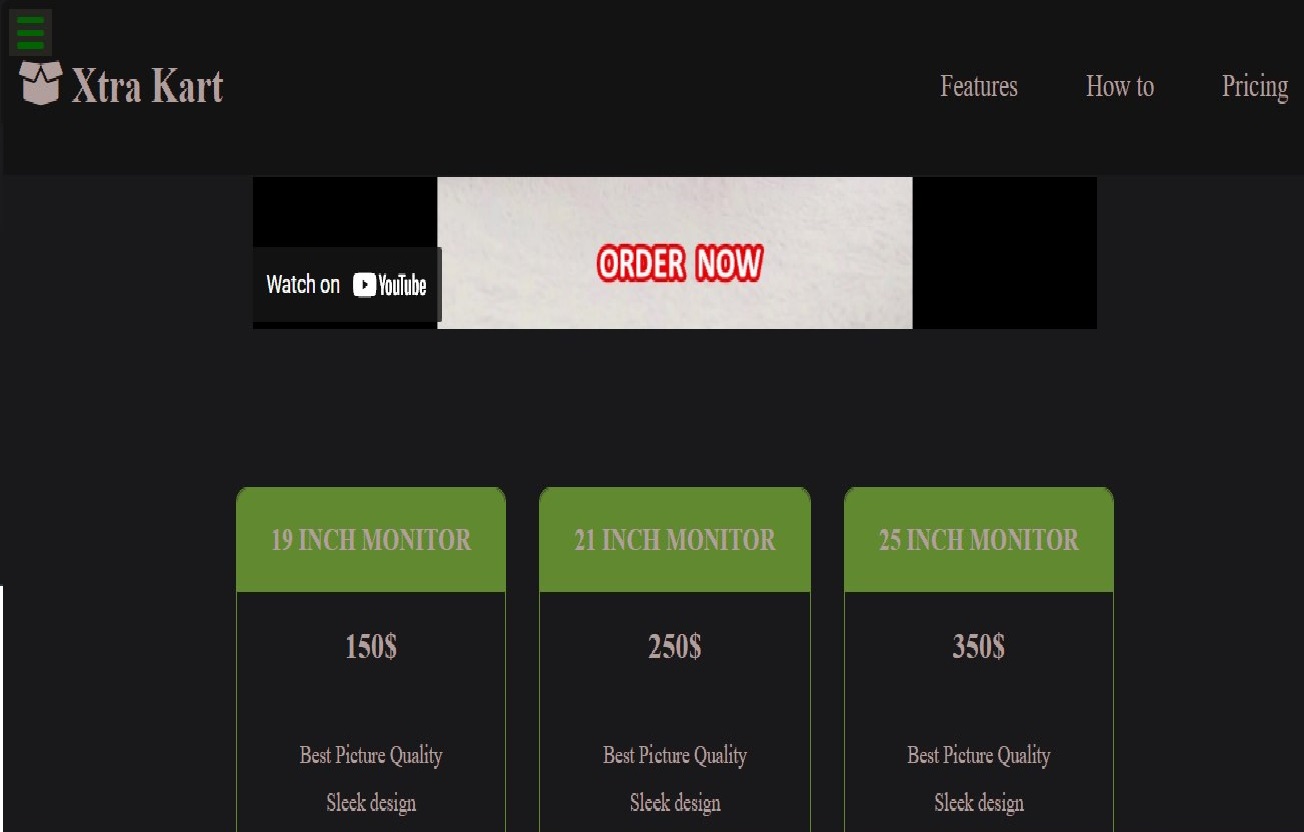 Xtra Kart
Features
How to
Pricing
ORDER NOW
Watch on YouTube
19 INCH MONITOR
150$
Best Picture Quality
Sleek design
21 INCH MONITOR
250$
Best Picture Quality
Sleek design
25 INCH MONITOR
350$
Best Picture Quality
Sleek design